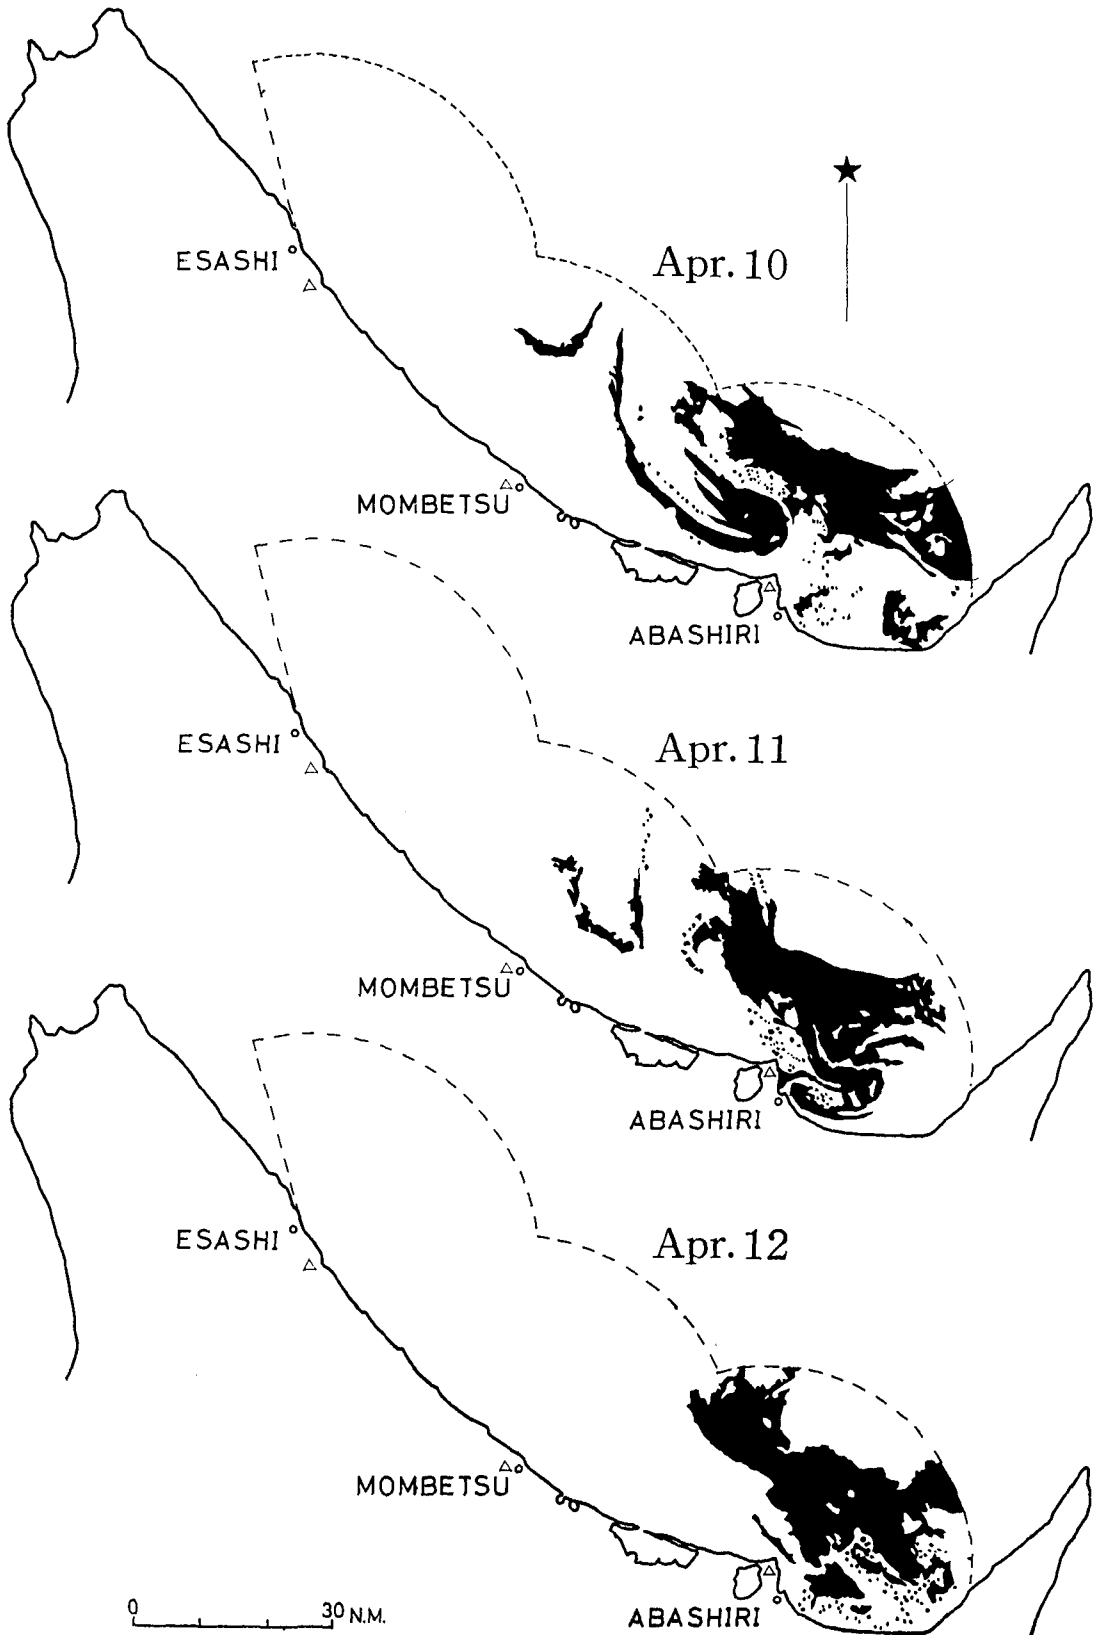 Apr. 10
ESASHI
MOMBETSU
ABASHIRI
Apr. 11
ESASHI
MOMBETSU
ABASHIRI
Apr. 12
ESASHI
MOMBETSU
ABASHIRI
0 30 N.M.